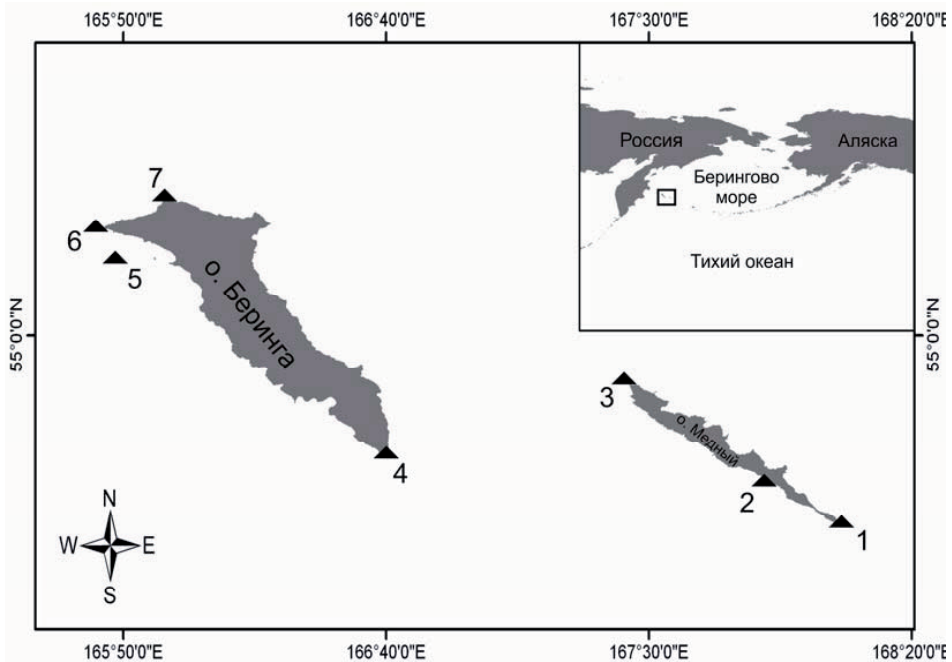 165°50'0"E 166°40'0"E 167°30'0"E 168°20'0"E
Россия
Аляска
Берингово
море
Тихий океан
7
6
5
о. Беринга
55°0'0"N
55°0'0"N
3
о. Медный
4
2
1
N
W E
S
165°50'0"E 166°40'0"E 167°30'0"E 168°20'0"E